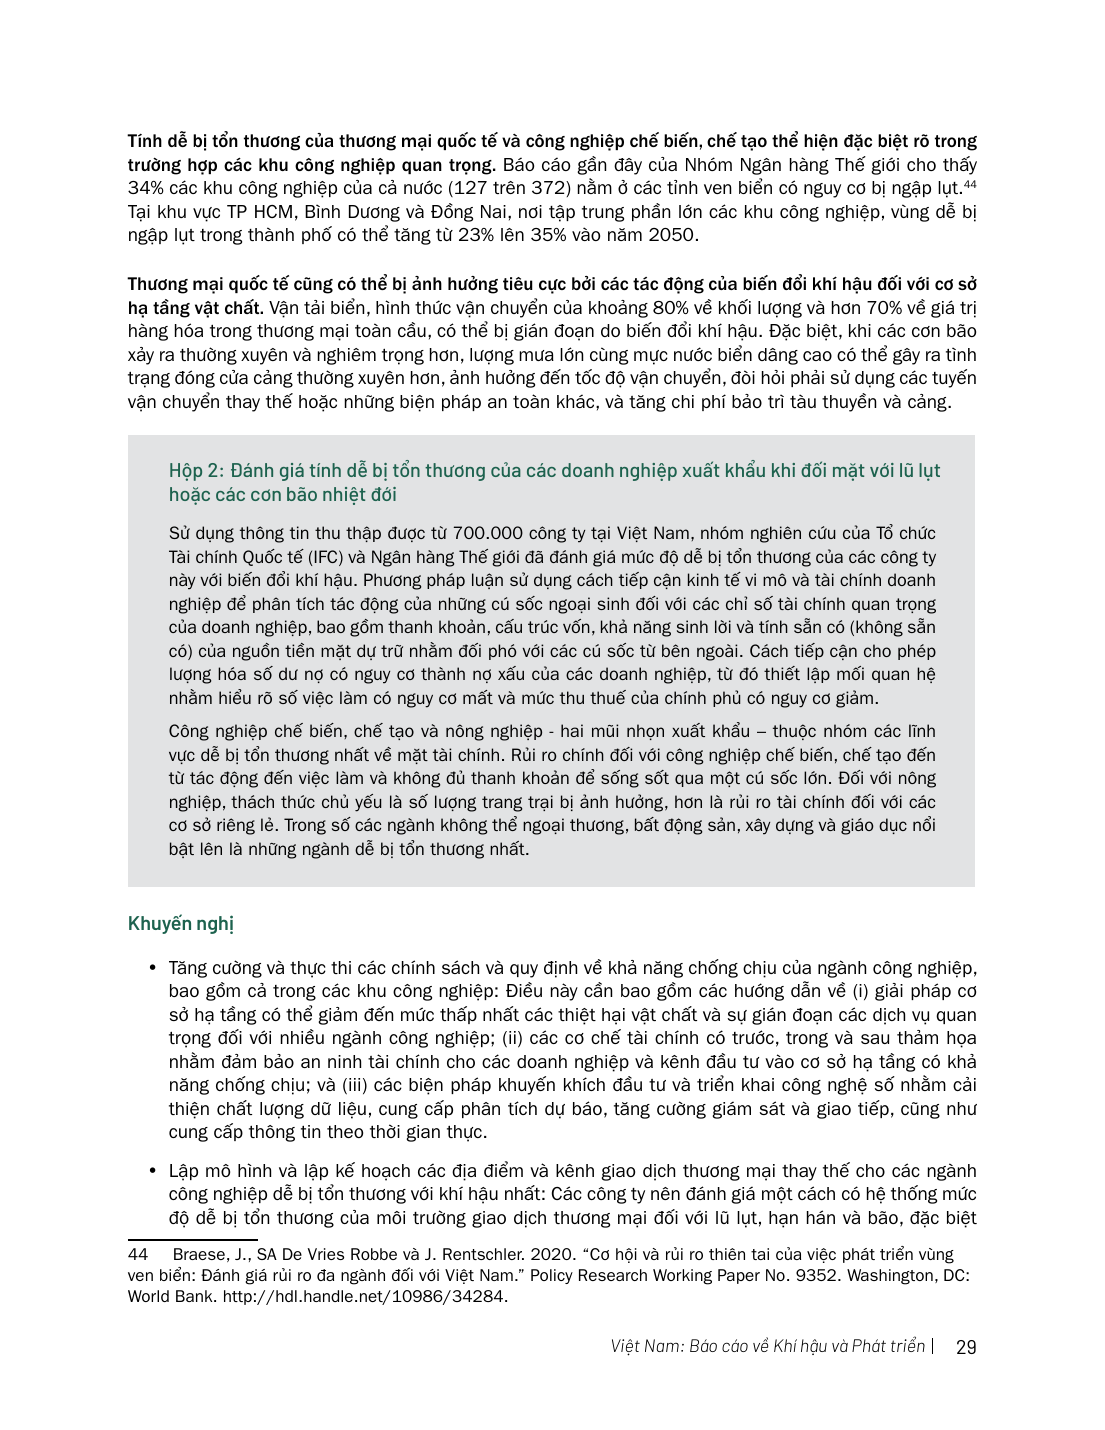 Tính dễ bị tổn thương của thương mại quốc tế và công nghiệp chế biến, chế tạo thể hiện đặc biệt rõ trong
trường hợp các khu công nghiệp quan trọng. Báo cáo gần đây của Nhóm Ngân hàng Thế giới cho thấy
34% các khu công nghiệp của cả nước (127 trên 372) nằm ở các tỉnh ven biển có nguy cơ bị ngập lụt.44
Tại khu vực TP HCM, Bình Dương và Đồng Nai, nơi tập trung phần lớn các khu công nghiệp, vùng dễ bị
ngập lụt trong thành phố có thể tăng từ 23% lên 35% vào năm 2050.
Thương mại quốc tế cũng có thể bị ảnh hưởng tiêu cực bởi các tác động của biến đổi khí hậu đối với cơ sở
hạ tầng vật chất. Vận tải biển, hình thức vận chuyển của khoảng 80% về khối lượng và hơn 70% về giá trị
hàng hóa trong thương mại toàn cầu, có thể bị gián đoạn do biến đổi khí hậu. Đặc biệt, khi các cơn bão
xảy ra thường xuyên và nghiêm trọng hơn, lượng mưa lớn cùng mực nước biển dâng cao có thể gây ra tình
trạng đóng cửa cảng thường xuyên hơn, ảnh hưởng đến tốc độ vận chuyển, đòi hỏi phải sử dụng các tuyến
vận chuyển thay thế hoặc những biện pháp an toàn khác, và tăng chi phí bảo trì tàu thuyền và cảng.
Hộp 2: Đánh giá tính dễ bị tổn thương của các doanh nghiệp xuất khẩu khi đối mặt với lũ lụt
hoặc các cơn bão nhiệt đới
Sử dụng thông tin thu thập được từ 700.000 công ty tại Việt Nam, nhóm nghiên cứu của Tổ chức
Tài chính Quốc tế (IFC) và Ngân hàng Thế giới đã đánh giá mức độ dễ bị tổn thương của các công ty
này với biến đổi khí hậu. Phương pháp luận sử dụng cách tiếp cận kinh tế vi mô và tài chính doanh
nghiệp để phân tích tác động của những cú sốc ngoại sinh đối với các chỉ số tài chính quan trọng
của doanh nghiệp, bao gồm thanh khoản, cấu trúc vốn, khả năng sinh lời và tính sẵn có (không sẵn
có) của nguồn tiền mặt dự trữ nhằm đối phó với các cú sốc từ bên ngoài. Cách tiếp cận cho phép
lượng hóa số dư nợ có nguy cơ thành nợ xấu của các doanh nghiệp, từ đó thiết lập mối quan hệ
nhằm hiểu rõ số việc làm có nguy cơ mất và mức thu thuế của chính phủ có nguy cơ giảm.
Công nghiệp chế biến, chế tạo và nông nghiệp - hai mũi nhọn xuất khẩu – thuộc nhóm các lĩnh
vực dễ bị tổn thương nhất về mặt tài chính. Rủi ro chính đối với công nghiệp chế biến, chế tạo đến
từ tác động đến việc làm và không đủ thanh khoản để sống sót qua một cú sốc lớn. Đối với nông
nghiệp, thách thức chủ yếu là số lượng trang trại bị ảnh hưởng, hơn là rủi ro tài chính đối với các
cơ sở riêng lẻ. Trong số các ngành không thể ngoại thương, bất động sản, xây dựng và giáo dục nổi
bật lên là những ngành dễ bị tổn thương nhất.
Khuyến nghị
• Tăng cường và thực thi các chính sách và quy định về khả năng chống chịu của ngành công nghiệp,
bao gồm cả trong các khu công nghiệp: Điều này cần bao gồm các hướng dẫn về (i) giải pháp cơ
sở hạ tầng có thể giảm đến mức thấp nhất các thiệt hại vật chất và sự gián đoạn các dịch vụ quan
trọng đối với nhiều ngành công nghiệp; (ii) các cơ chế tài chính có trước, trong và sau thảm họa
nhằm đảm bảo an ninh tài chính cho các doanh nghiệp và kênh đầu tư vào cơ sở hạ tầng có khả
năng chống chịu; và (iii) các biện pháp khuyến khích đầu tư và triển khai công nghệ số nhằm cải
thiện chất lượng dữ liệu, cung cấp phân tích dự báo, tăng cường giám sát và giao tiếp, cũng như
cung cấp thông tin theo thời gian thực.
• Lập mô hình và lập kế hoạch các địa điểm và kênh giao dịch thương mại thay thế cho các ngành
công nghiệp dễ bị tổn thương với khí hậu nhất: Các công ty nên đánh giá một cách có hệ thống mức
độ dễ bị tổn thương của môi trường giao dịch thương mại đối với lũ lụt, hạn hán và bão, đặc biệt
44 Braese, J., SA De Vries Robbe và J. Rentschler. 2020. “Cơ hội và rủi ro thiên tai của việc phát triển vùng
ven biển: Đánh giá rủi ro đa ngành đối với Việt Nam.” Policy Research Working Paper No. 9352. Washington, DC:
World Bank. http://hdl.handle.net/10986/34284.
Việt Nam: Báo cáo về Khí hậu và Phát triển | 29